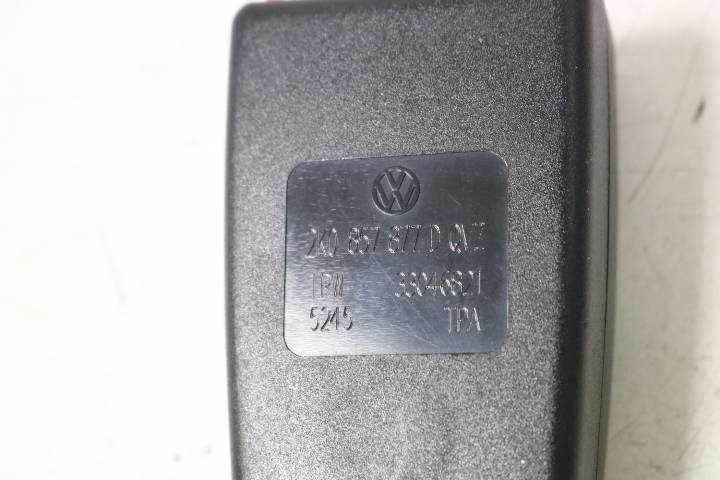 VW
2K0 857 877 D QVZ
TRW 33046821
5245 TPA